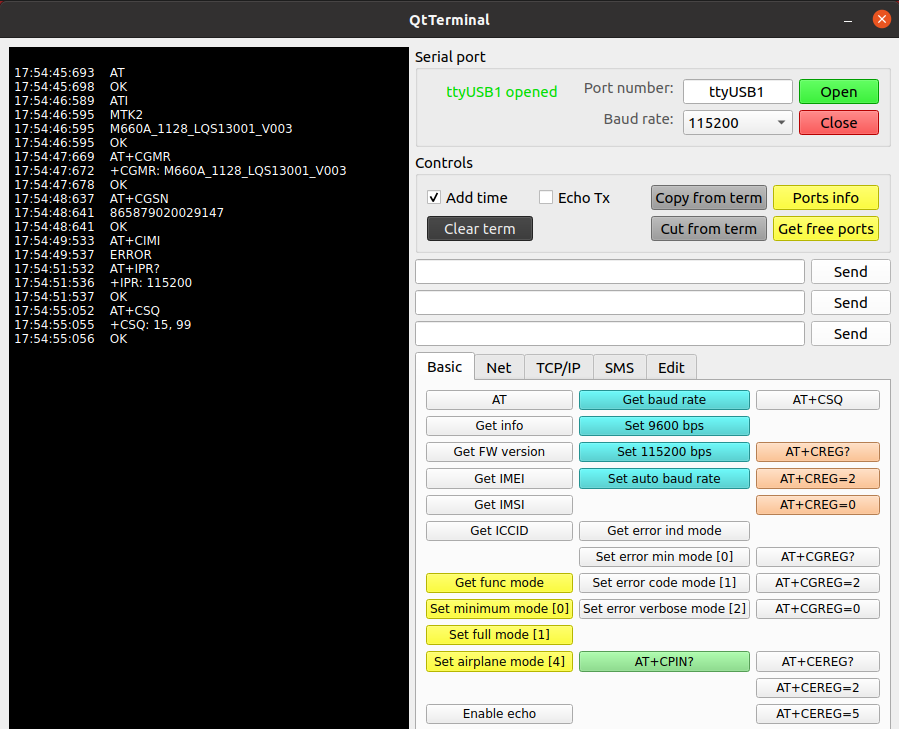 QtTerminal
17:54:45:693 AT
17:54:45:698 OK
17:54:46:589 ATI
17:54:46:595 MTK2
17:54:46:595 M660A_1128_LQS13001_V003
17:54:46:595 OK
17:54:47:669 AT+CGMR
17:54:47:672 +CGMR: M660A_1128_LQS13001_V003
17:54:47:678 OK
17:54:48:637 AT+CGSN
17:54:48:641 865879020029147
17:54:48:641 OK
17:54:49:533 AT+CIMI
17:54:49:537 ERROR
17:54:51:532 AT+IPR?
17:54:51:536 +IPR: 115200
17:54:51:537 OK
17:54:55:052 AT+CSQ
17:54:55:055 +CSQ: 15, 99
17:54:55:056 OK
Serial port
ttyUSB1 opened Port number: ttyUSB1 Open
Baud rate: 115200 Close
Controls
Add time Echo Tx Copy from term Ports info
Clear term Cut from term Get free ports
Send
Send
Send
Basic Net TCP/IP SMS Edit
AT Get baud rate AT+CSQ
Get info Set 9600 bps
Get FW version Set 115200 bps AT+CREG?
Get IMEI Set auto baud rate AT+CREG=2
Get IMSI AT+CREG=0
Get ICCID Get error ind mode
Set error min mode [0] AT+CGREG?
Get func mode Set error code mode [1] AT+CGREG=2
Set minimum mode [0] Set error verbose mode [2] AT+CGREG=0
Set full mode [1]
Set airplane mode [4] AT+CPIN? AT+CEREG?
AT+CEREG=2
Enable echo AT+CEREG=5